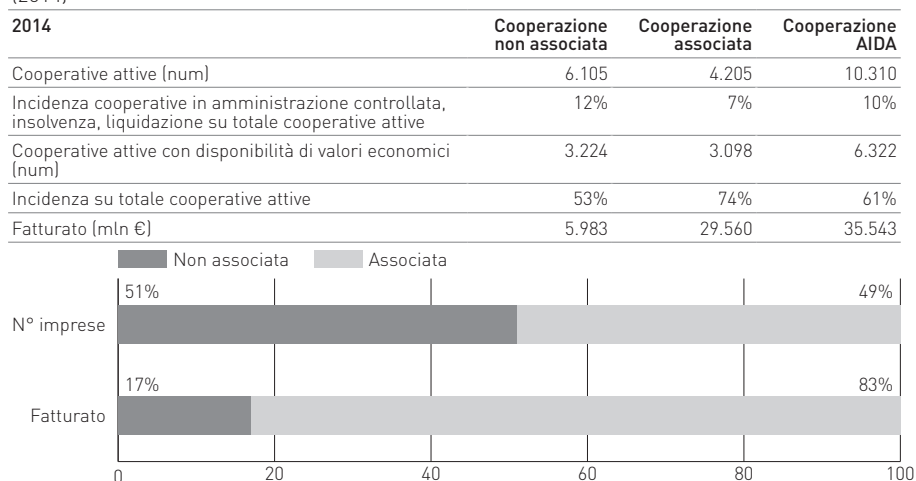 (2014)
2014 Cooperazione non associata Cooperazione associata Cooperazione AIDA
Cooperative attive (num) 6.105 4.205 10.310
Incidenza cooperative in amministrazione controllata, 12% 7% 10%
insolvenza, liquidazione su totale cooperative attive
Cooperative attive con disponibilità di valori economici 3.224 3.098 6.322
(num)
Incidenza su totale cooperative attive 53% 74% 61%
Fatturato (mln €) 5.983 29.560 35.543
Non associata Associata
51% 49%
N° imprese
17% 83%
Fatturato
0 20 40 60 80 100